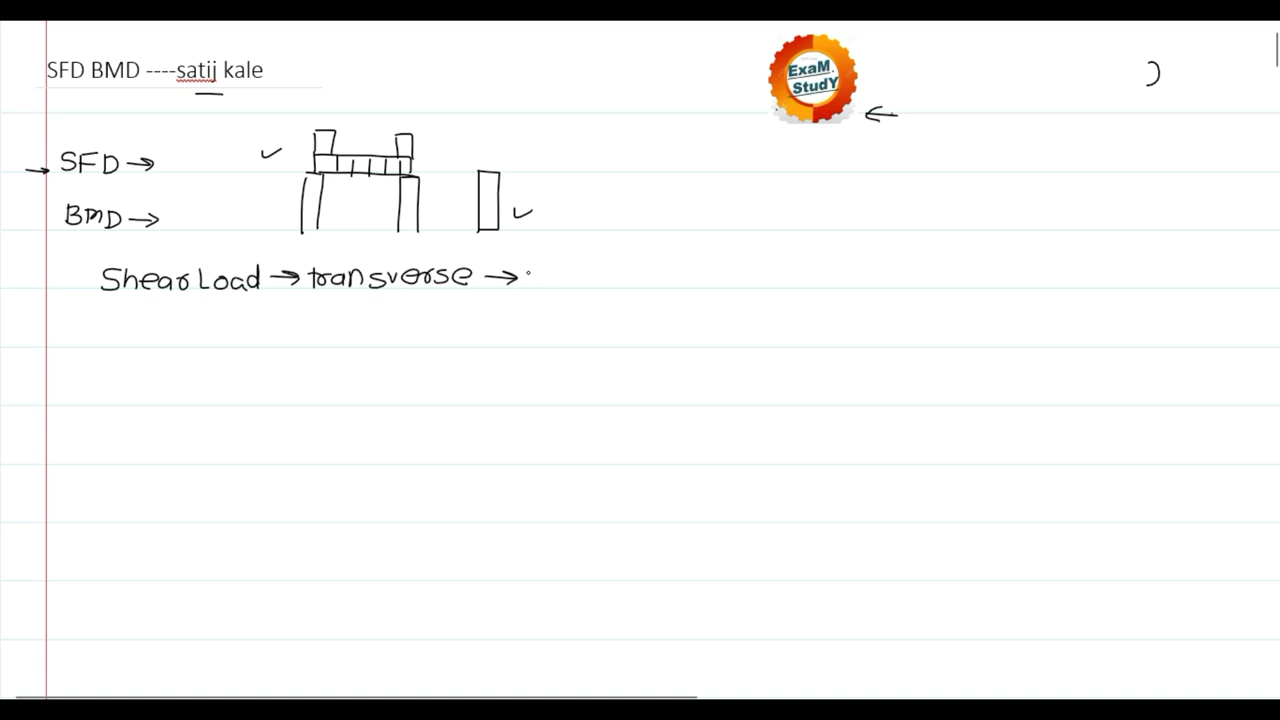 SFD BMD ----satij kale
ExaM
StudY
SFD →
BMD →
Shear Load → transverse →